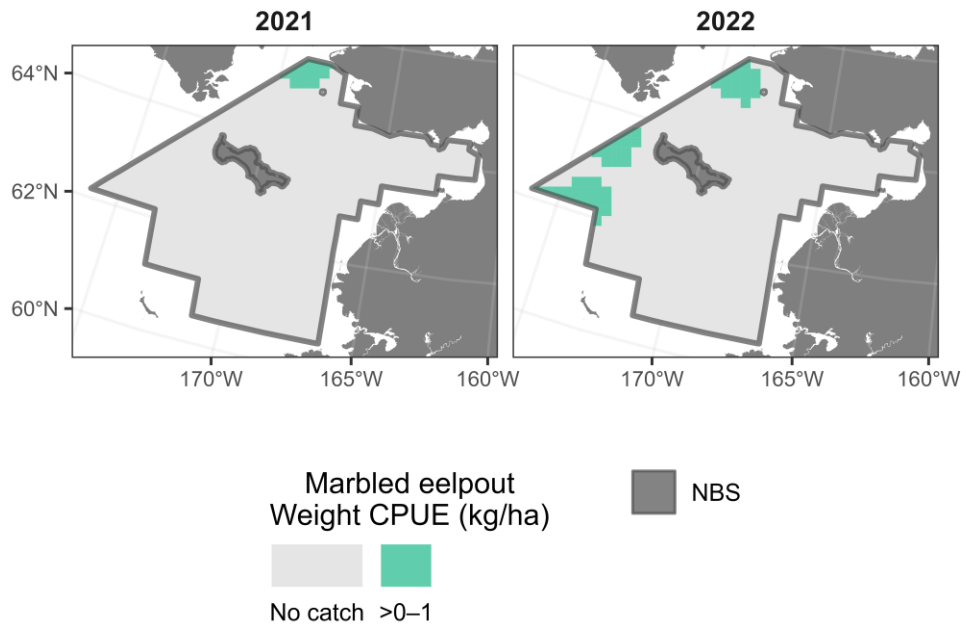 2021 2022
64°N
62°N
60°N
170°W 165°W 160°W 170°W 165°W 160°W
Marbled eelpout
Weight CPUE (kg/ha)
NBS
No catch >0–1